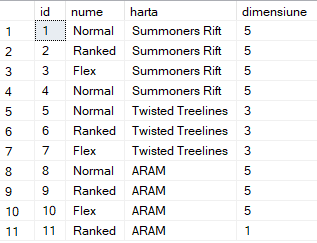 id nume harta dimensiune
1 1 Normal Summoners Rift 5
2 2 Ranked Summoners Rift 5
3 3 Flex Summoners Rift 5
4 4 Normal Summoners Rift 5
5 5 Normal Twisted Treelines 3
6 6 Ranked Twisted Treelines 3
7 7 Flex Twisted Treelines 3
8 8 Normal ARAM 5
9 9 Ranked ARAM 5
10 10 Flex ARAM 5
11 11 Ranked ARAM 1